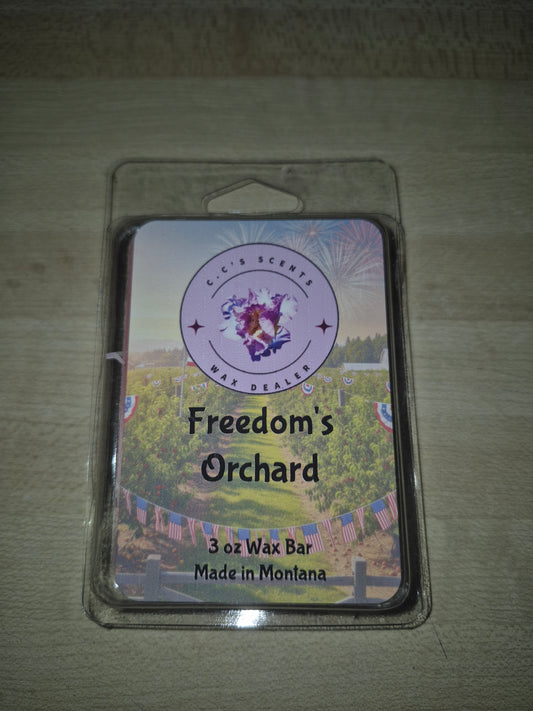 C.C'S SCENTS
WAX DEALER
Freedom's
Orchard
3 oz Wax Bar
Made in Montana